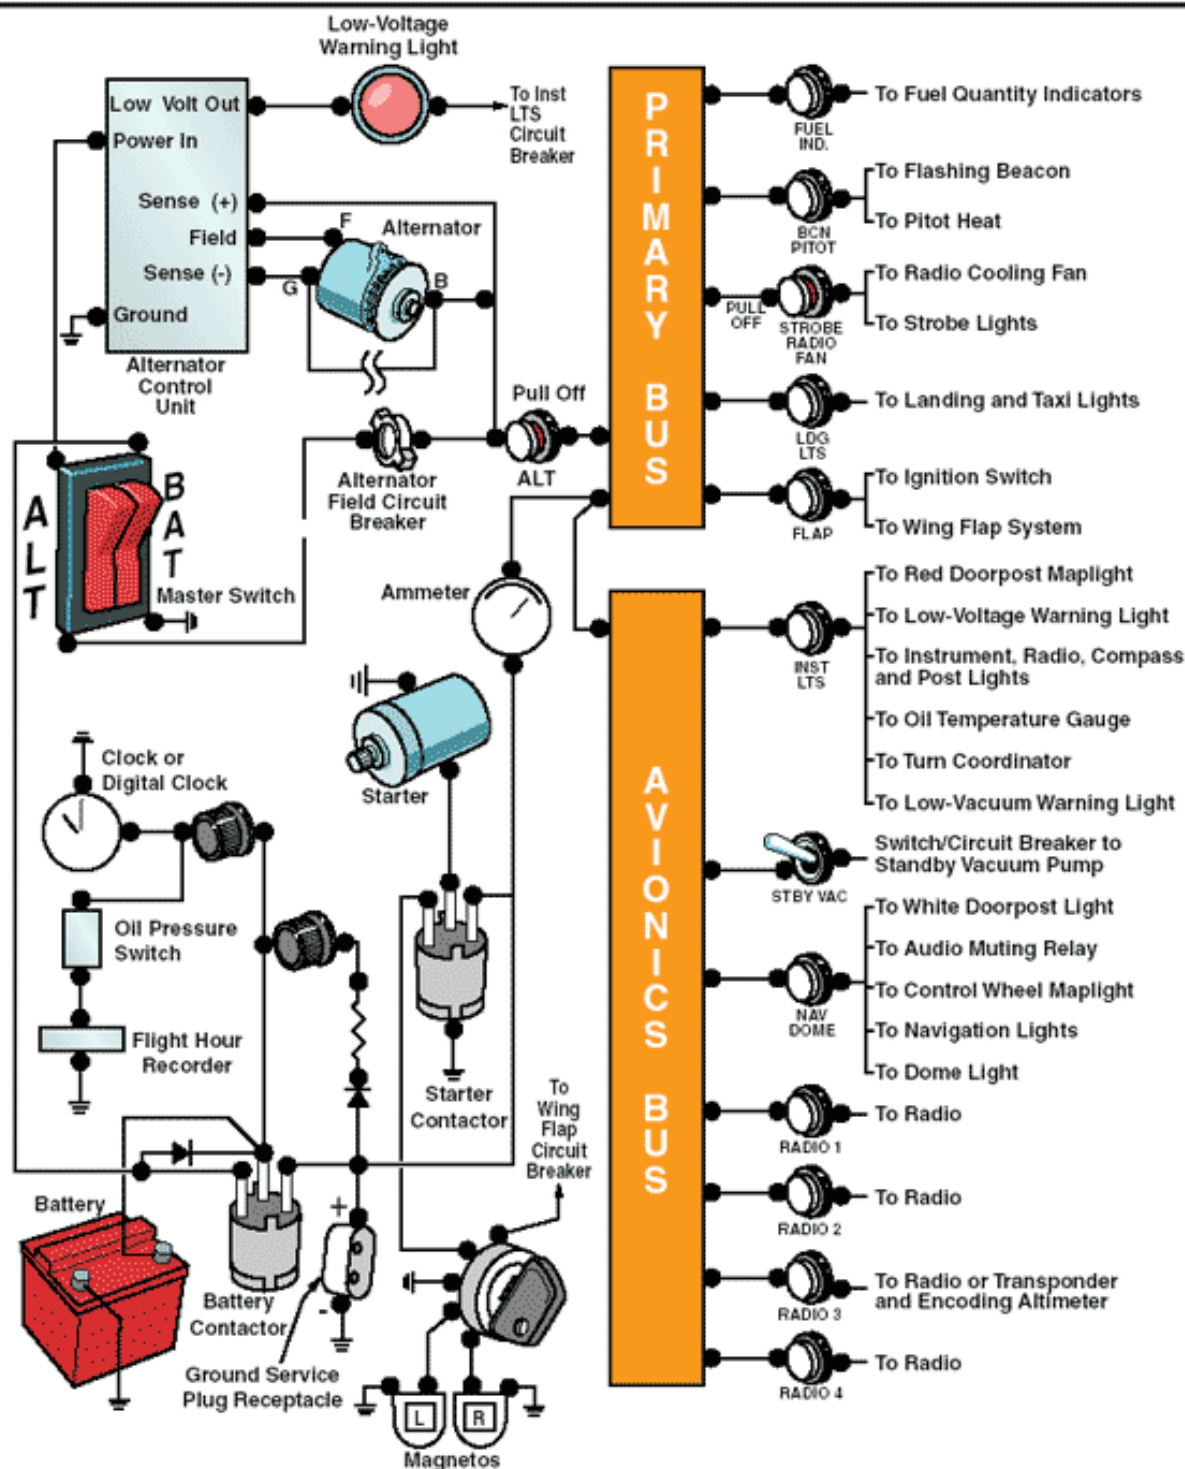 Low-Voltage
Warning Light
Low Volt Out
To Inst
LTS
Circuit
Breaker
Power In
Sense (+)
Field
F
Alternator
Sense (-)
G
B
Ground
Alternator
Control
Unit
Pull Off
ALT
Alternator
Field Circuit
Breaker
ALT
BAT
Master Switch
Ammeter
Starter
Clock or
Digital Clock
Oil Pressure
Switch
Flight Hour
Recorder
Starter
Contactor
To
Wing
Flap
Circuit
Breaker
Battery
+
-
Battery
Contactor
Ground Service
Plug Receptacle
L
R
Magnetos
PRIMARY BUS
FUEL
IND.
To Fuel Quantity Indicators
BCN
PITOT
To Flashing Beacon
To Pitot Heat
PULL
OFF
STROBE
RADIO
FAN
To Radio Cooling Fan
To Strobe Lights
LDG
LTS
To Landing and Taxi Lights
FLAP
To Ignition Switch
To Wing Flap System
AVIONICS BUS
INST
LTS
To Red Doorpost Maplight
To Low-Voltage Warning Light
To Instrument, Radio, Compass
and Post Lights
To Oil Temperature Gauge
To Turn Coordinator
To Low-Vacuum Warning Light
STBY VAC
Switch/Circuit Breaker to
Standby Vacuum Pump
NAV
DOME
To White Doorpost Light
To Audio Muting Relay
To Control Wheel Maplight
To Navigation Lights
To Dome Light
RADIO 1
To Radio
RADIO 2
To Radio
RADIO 3
To Radio or Transponder
and Encoding Altimeter
RADIO 4
To Radio